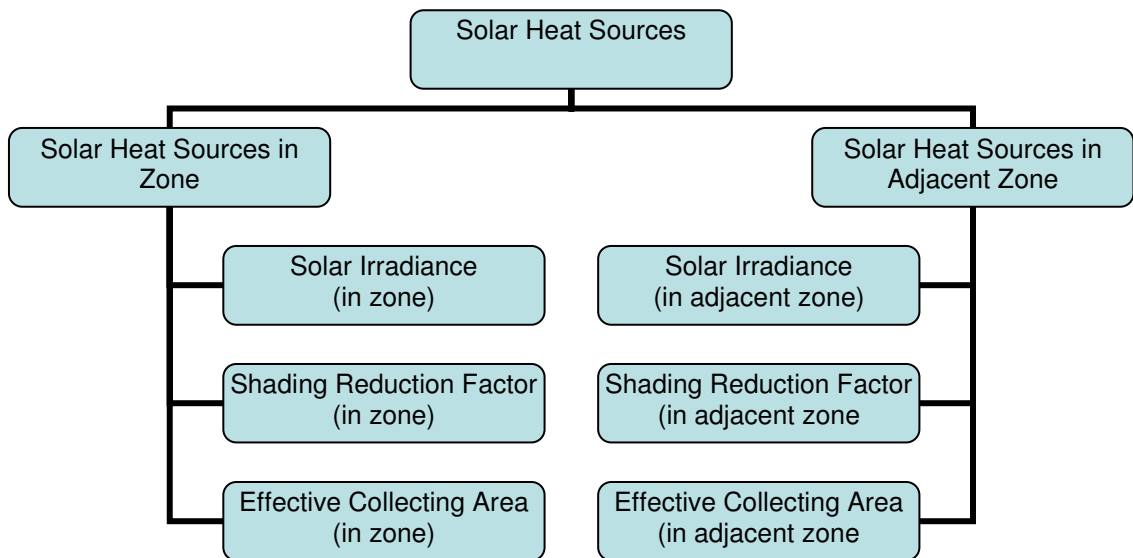 Solar Heat Sources
Solar Heat Sources in
Zone
Solar Heat Sources in
Adjacent Zone
Solar Irradiance
(in zone)
Solar Irradiance
(in adjacent zone)
Shading Reduction Factor
(in zone)
Shading Reduction Factor
(in adjacent zone
Effective Collecting Area
(in zone)
Effective Collecting Area
(in adjacent zone